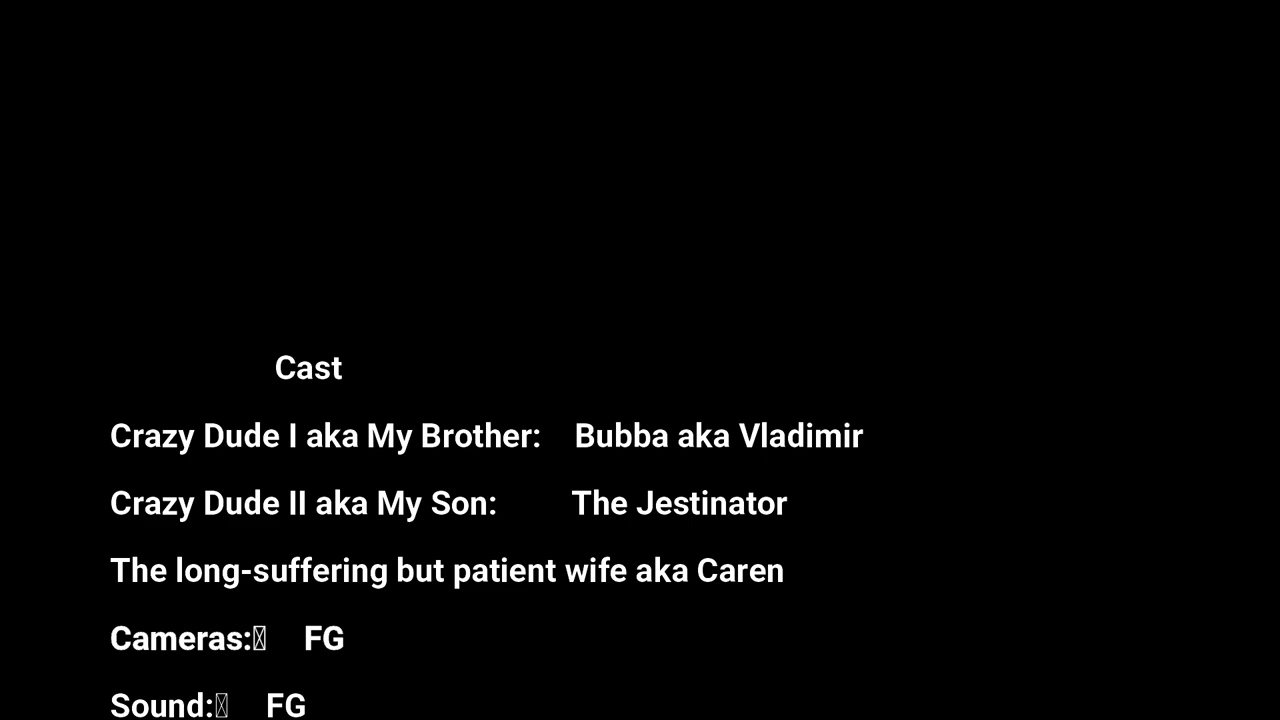 Cast
Crazy Dude I aka My Brother: Bubba aka Vladimir
Crazy Dude II aka My Son: The Jestinator
The long-suffering but patient wife aka Caren
Cameras: FG
Sound: FG